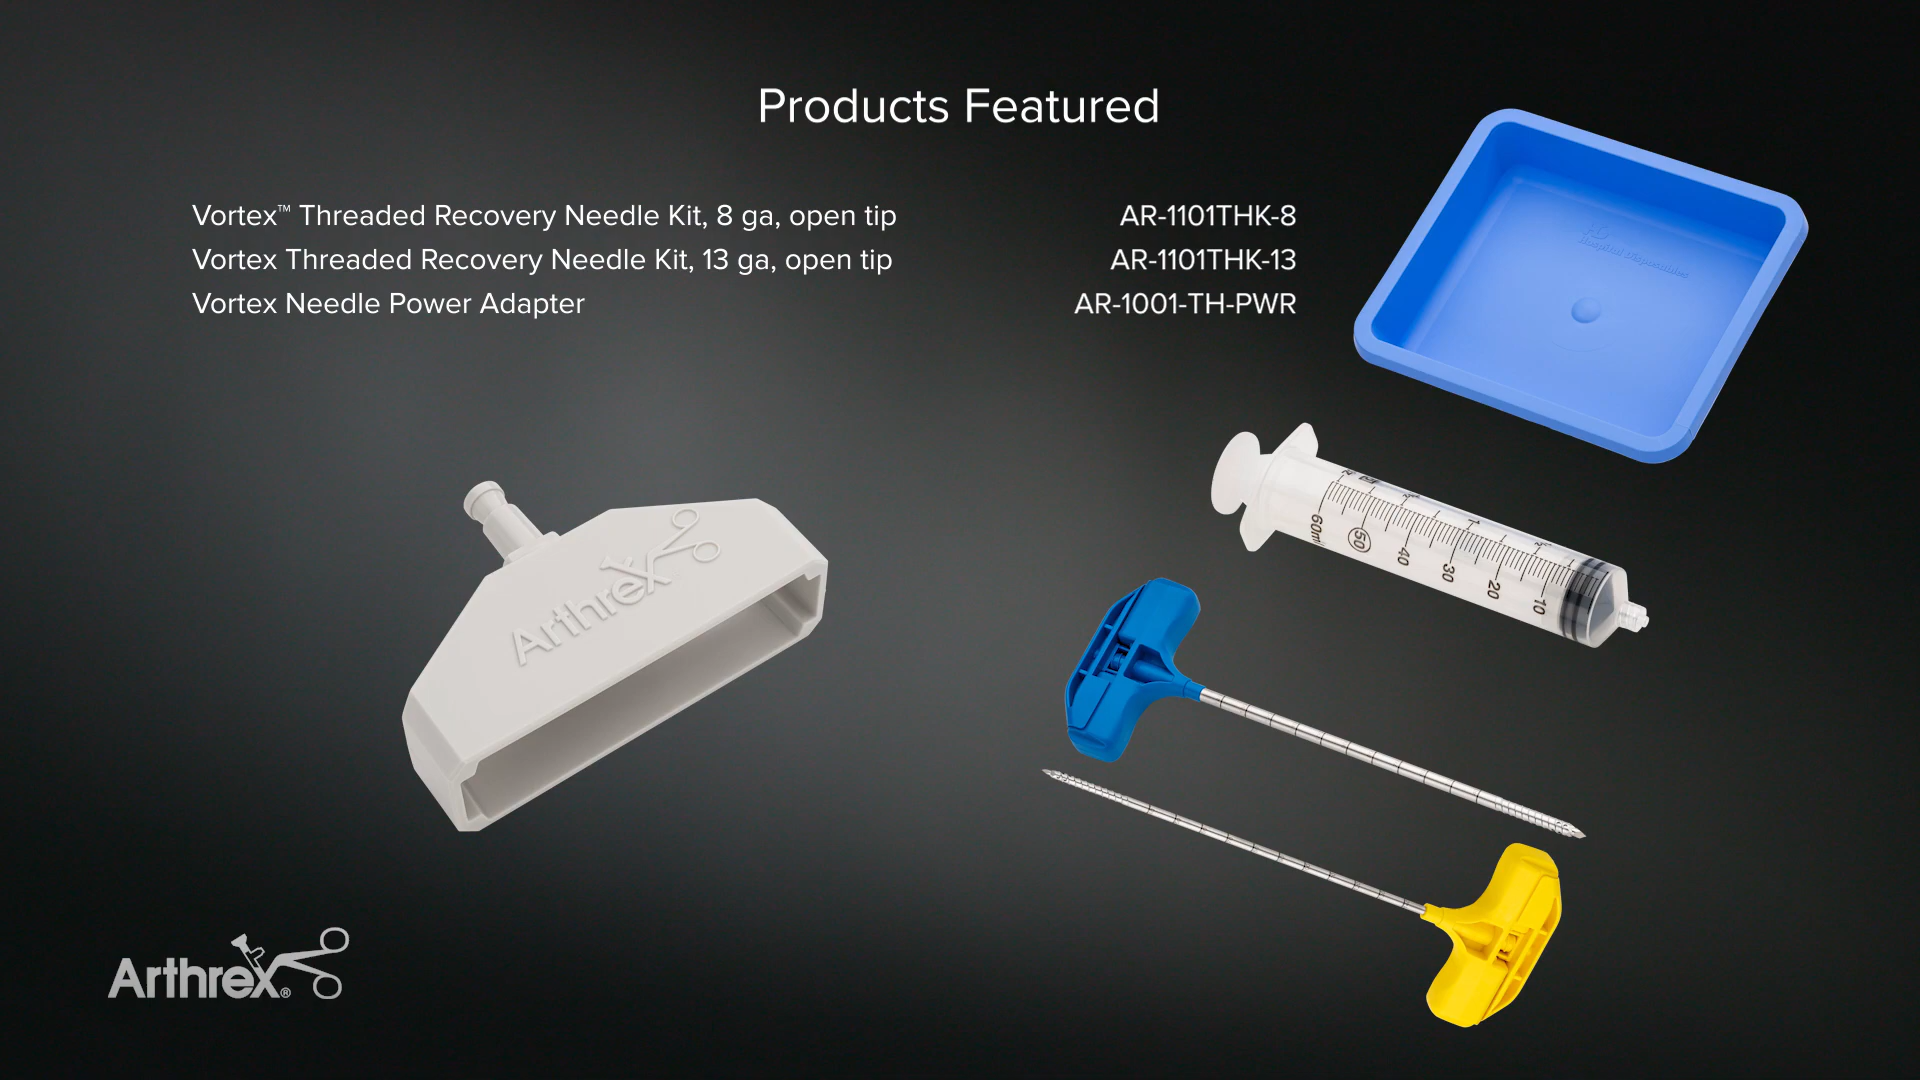 Products Featured
Vortex™ Threaded Recovery Needle Kit, 8 ga, open tip AR-1101THK-8
Vortex Threaded Recovery Needle Kit, 13 ga, open tip AR-1101THK-13
Vortex Needle Power Adapter AR-1001-TH-PWR
Hospital Disposables
60ml
50
40
30
20
10
Arthrex
Arthrex®